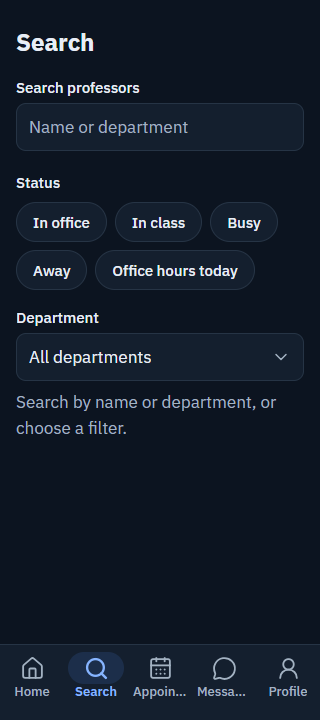 Search
Search professors
Name or department
Status
In office In class Busy
Away Office hours today
Department
All departments
Search by name or department, or
choose a filter.
Home Search Appoin... Messa... Profile